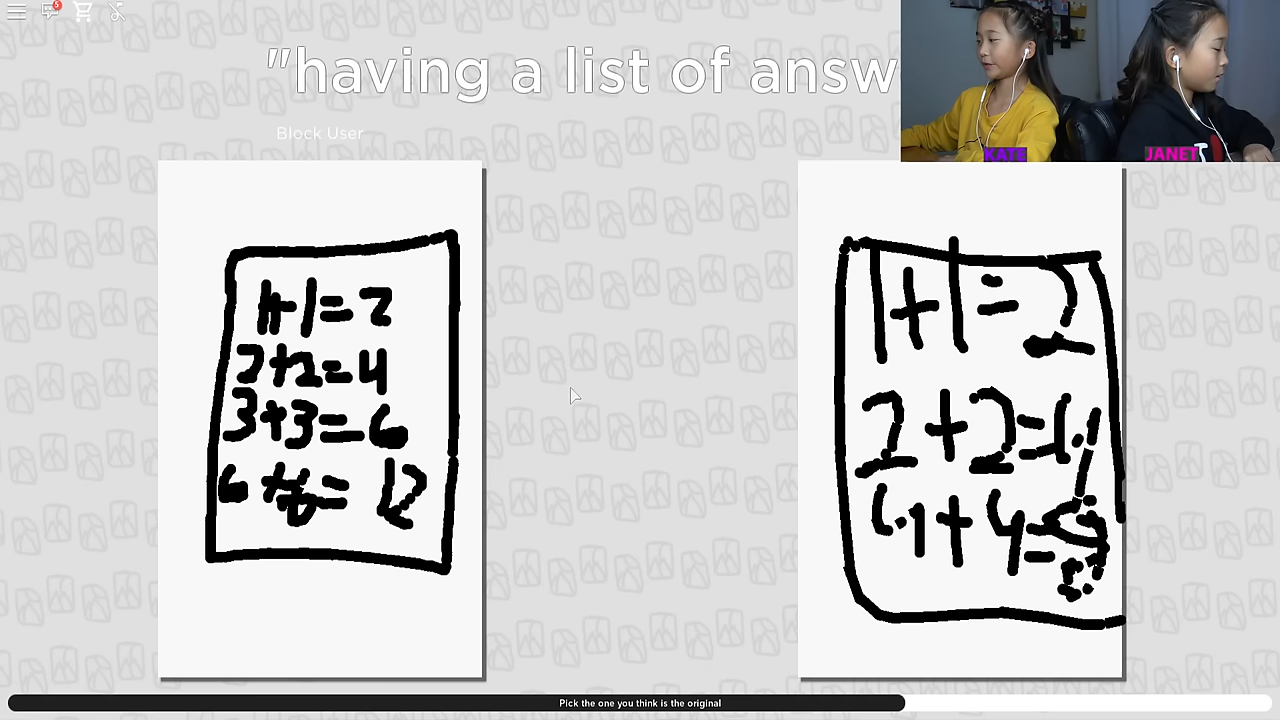 5
"having a list of answ
Block User
KATE
JANET
1+1=2
2+2=4
3+3=6
6+6=12
1+1=2
2+2=4
4+4=8
Pick the one you think is the original